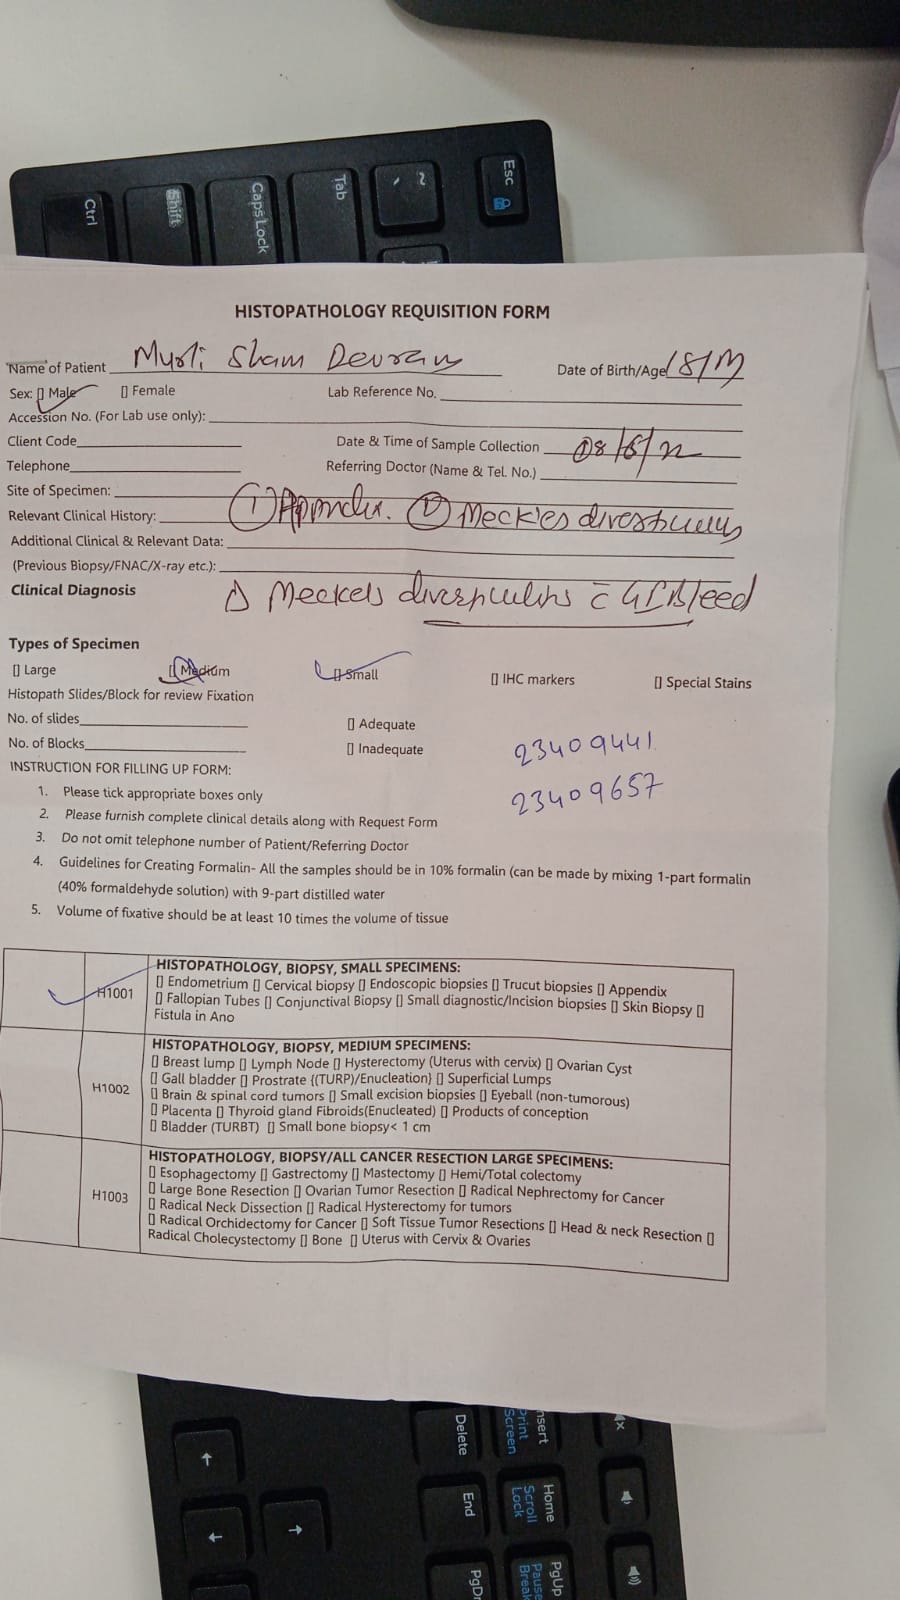 Esc
~
`
Tab
Caps Lock
Shift
Ctrl
HISTOPATHOLOGY REQUISITION FORM
Name of Patient Murli Sham Devram Date of Birth/Age 18/M
Sex: [] Male [] Female Lab Reference No.
Accession No. (For Lab use only):
Client Code Date & Time of Sample Collection 08/6/22
Telephone Referring Doctor (Name & Tel. No.)
Site of Specimen:
Relevant Clinical History: ① Appendix. ② Meckles diverticulus
Additional Clinical & Relevant Data:
(Previous Biopsy/FNAC/X-ray etc.):
Clinical Diagnosis Δ Meckels diverticulitis c̄ GI Bleed
Types of Specimen
[] Large [] Medium [] Small [] IHC markers [] Special Stains
Histopath Slides/Block for review Fixation
No. of slides [] Adequate
No. of Blocks [] Inadequate 23409441
INSTRUCTION FOR FILLING UP FORM: 23409657
1. Please tick appropriate boxes only
2. Please furnish complete clinical details along with Request Form
3. Do not omit telephone number of Patient/Referring Doctor
4. Guidelines for Creating Formalin- All the samples should be in 10% formalin (can be made by mixing 1-part formalin
(40% formaldehyde solution) with 9-part distilled water
5. Volume of fixative should be at least 10 times the volume of tissue
HISTOPATHOLOGY, BIOPSY, SMALL SPECIMENS:
H1001 [] Endometrium [] Cervical biopsy [] Endoscopic biopsies [] Trucut biopsies [] Appendix
[] Fallopian Tubes [] Conjunctival Biopsy [] Small diagnostic/Incision biopsies [] Skin Biopsy []
Fistula in Ano
HISTOPATHOLOGY, BIOPSY, MEDIUM SPECIMENS:
[] Breast lump [] Lymph Node [] Hysterectomy (Uterus with cervix) [] Ovarian Cyst
H1002 [] Gall bladder [] Prostrate {(TURP)/Enucleation} [] Superficial Lumps
[] Brain & spinal cord tumors [] Small excision biopsies [] Eyeball (non-tumorous)
[] Placenta [] Thyroid gland Fibroids(Enucleated) [] Products of conception
[] Bladder (TURBT) [] Small bone biopsy< 1 cm
HISTOPATHOLOGY, BIOPSY/ALL CANCER RESECTION LARGE SPECIMENS:
[] Esophagectomy [] Gastrectomy [] Mastectomy [] Hemi/Total colectomy
H1003 [] Large Bone Resection [] Ovarian Tumor Resection [] Radical Nephrectomy for Cancer
[] Radical Neck Dissection [] Radical Hysterectomy for tumors
[] Radical Orchidectomy for Cancer [] Soft Tissue Tumor Resections [] Head & neck Resection []
Radical Cholecystectomy [] Bone [] Uterus with Cervix & Ovaries
Delete
End
Home
Scroll
Lock
PgUp
Pause
Break
Print
Screen